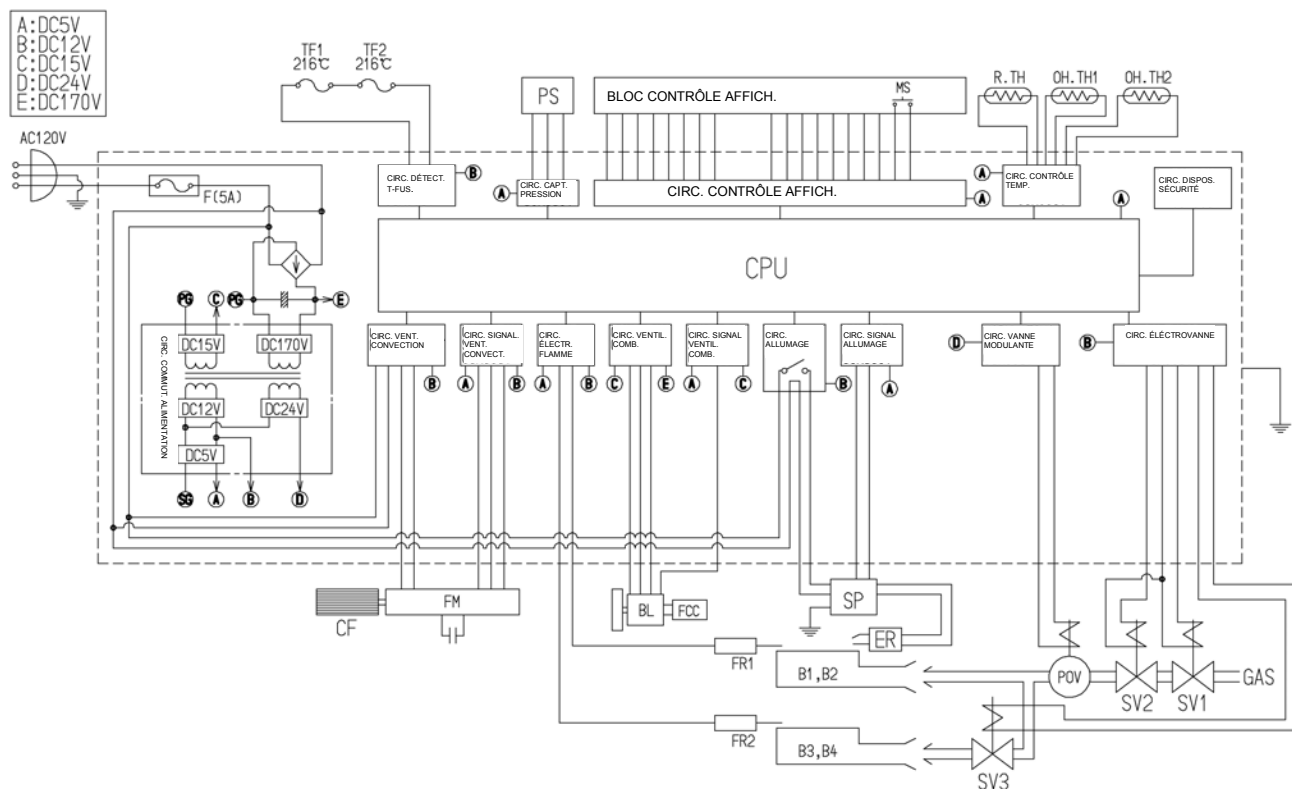 A:DC5V
B:DC12V
C:DC15V
D:DC24V
E:DC170V
TF1
216℃
TF2
216℃
PS
BLOC CONTRÔLE AFFICH.
MS
R.TH
OH.TH1
OH.TH2
AC120V
F(5A)
CIRC. DÉTECT.
T-FUS.
B
A
CIRC. CAPT.
PRESSION
CIRC. CONTRÔLE AFFICH.
A
A
CIRC. CONTRÔLE
TEMP.
A
CIRC. DISPOS.
SÉCURITÉ
CPU
PG
C
PG
E
CIRC. COMMUT. ALIMENTATION
DC15V
DC170V
DC12V
DC24V
DC5V
SG
A
B
D
CIRC. VENT.
CONVECTION
B
CIRC. SIGNAL.
VENT.
CONVECT.
A
B
CIRC.
ÉLECTR.
FLAMME
A
B
CIRC. VENTIL
COMB.
C
E
CIRC. SIGNAL
VENTIL.
COMB.
A
C
CIRC.
ALLUMAGE
B
CIRC. SIGNAL
ALLUMAGE
A
D
CIRC. VANNE
MODULANTE
B
CIRC. ÉLÉCTROVANNE
CF
FM
BL
FCC
SP
ER
FR1
B1,B2
POV
SV2
SV1
GAS
FR2
B3,B4
SV3